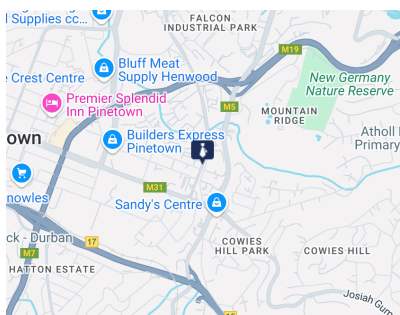 FALCON
INDUSTRIAL PARK
l Supplies cc...
M19
Bluff Meat
Supply Henwood
New Germany
Nature Reserve
Crest Centre
Premier Splendid
Inn Pinetown
M5
MOUNTAIN
RIDGE
Builders Express
Pinetown
own
Atholl
Primary
M31
nowles
Sandy's Centre
ck - Durban
17
M7
COWIES
HILL PARK
COWIES HILL
HATTON ESTATE
M5
Josiah Gum